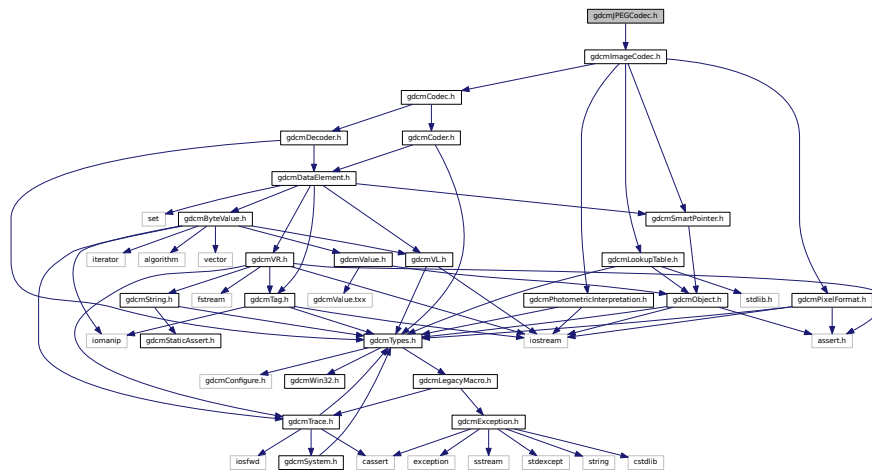 gdcmJPEGCodec.h
gdcmImageCodec.h
gdcmCodec.h
gdcmDecoder.h
gdcmCoder.h
gdcmDataElement.h
set
gdcmByteValue.h
gdcmSmartPointer.h
iterator
algorithm
vector
gdcmVR.h
gdcmValue.h
gdcmVL.h
gdcmLookupTable.h
gdcmString.h
fstream
gdcmTag.h
gdcmValue.txx
gdcmPhotometricInterpretation.h
gdcmObject.h
stdlib.h
gdcmPixelFormat.h
iomanip
gdcmStaticAssert.h
gdcmTypes.h
iostream
assert.h
gdcmConfigure.h
gdcmWin32.h
gdcmLegacyMacro.h
gdcmTrace.h
gdcmException.h
iosfwd
gdcmSystem.h
cassert
exception
sstream
stdexcept
string
cstdlib